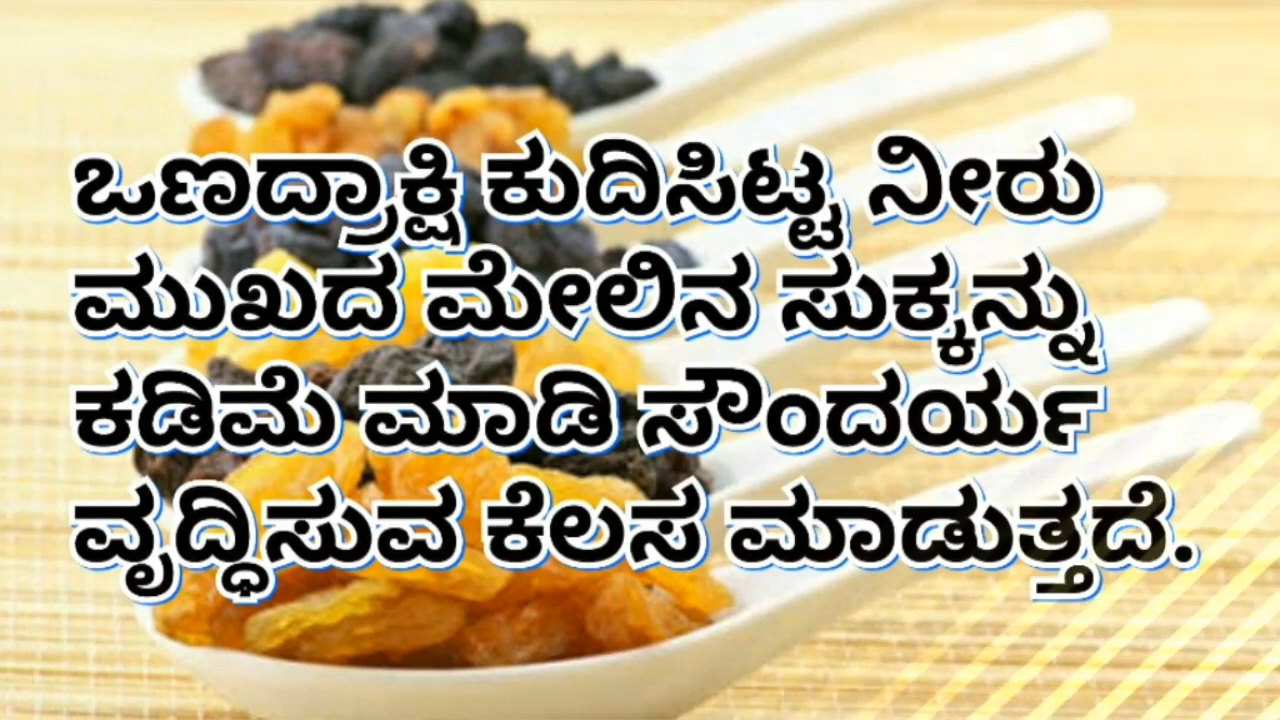 ಒಣದ್ರಾಕ್ಷಿ ಕುದಿಸಿಟ್ಟ ನೀರು
ಮುಖದ ಮೇಲಿನ ಸುಕ್ಕನ್ನು
ಕಡಿಮೆ ಮಾಡಿ ಸೌಂದರ್ಯ
ವೃದ್ಧಿಸುವ ಕೆಲಸ ಮಾಡುತ್ತದೆ.